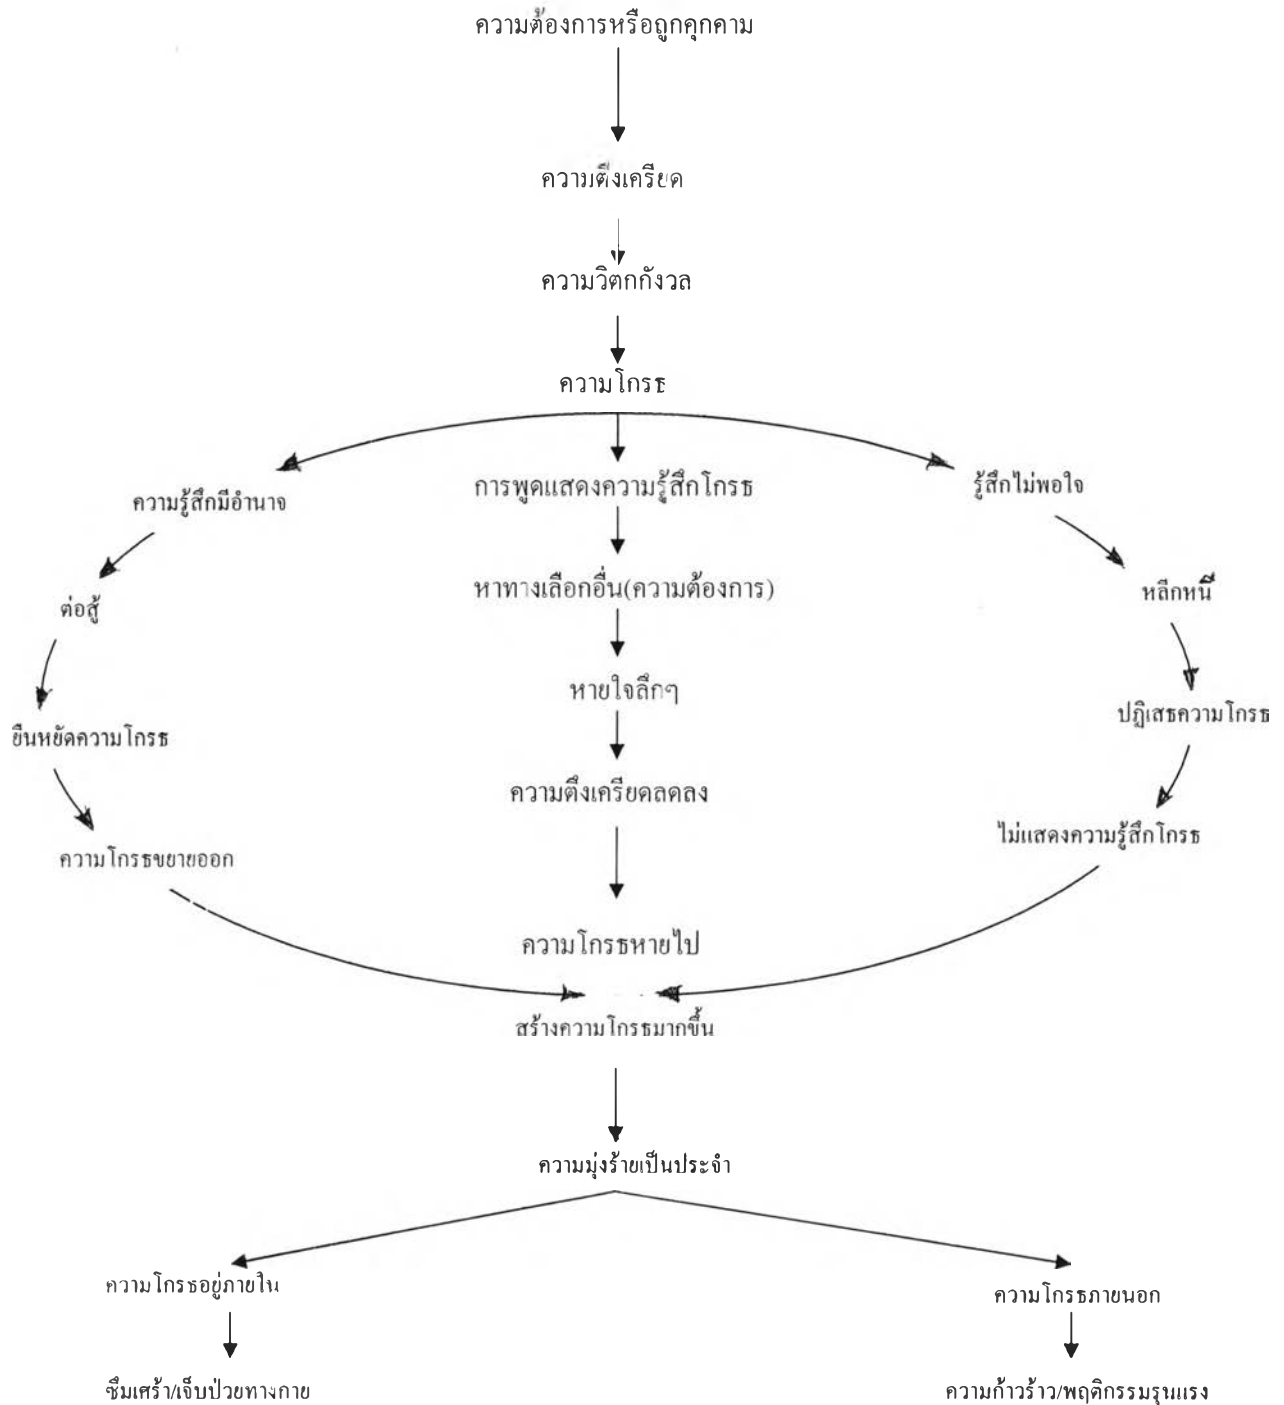 ความต้องการหรือถูกคุกคาม
ความตึงเครียด
ความวิตกกังวล
ความโกรธ
ความรู้สึกมีอำนาจ
การพูดแสดงความรู้สึกโกรธ
รู้สึกไม่พอใจ
ต่อสู้
หาทางเลือกอื่น(ความต้องการ)
หลีกหนี
ยืนหยัดความโกรธ
หายใจลึกๆ
ปฏิเสธความโกรธ
ความโกรธขยายออก
ความตึงเครียดลดลง
ไม่แสดงความรู้สึกโกรธ
ความโกรธหายไป
สร้างความโกรธมากขึ้น
ความมุ่งร้ายเป็นประจำ
ความโกรธอยู่ภายใน
ความโกรธภายนอก
ซึมเศร้า/เจ็บป่วยทางกาย
ความก้าวร้าว/พฤติกรรมรุนแรง